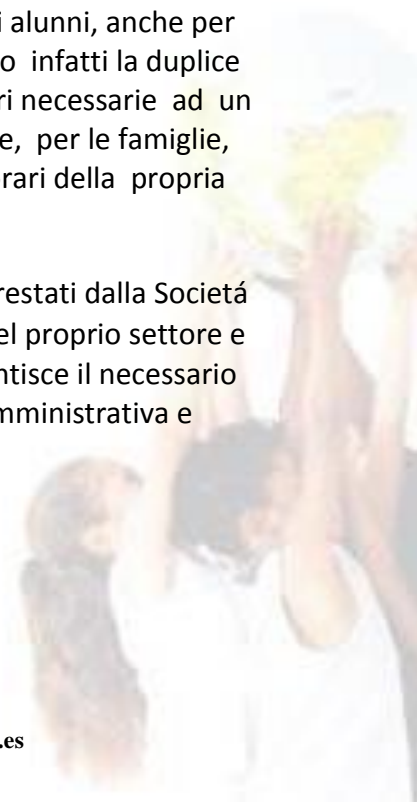 i alunni, anche per
o infatti la duplice
ri necessarie ad un
e, per le famiglie,
rari della propria
restati dalla Societá
el proprio settore e
ntisce il necessario
mministrativa e
.es